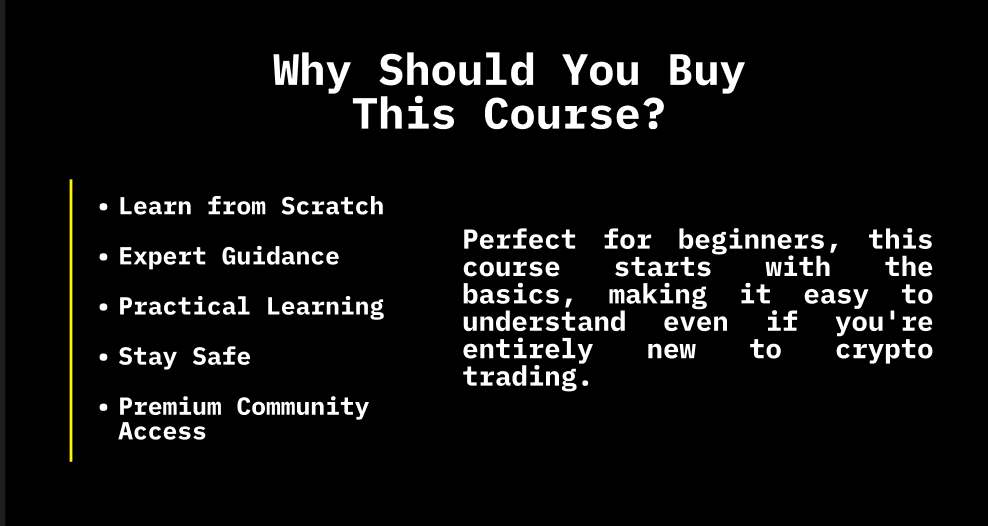 Why Should You Buy
This Course?
• Learn from Scratch
• Expert Guidance
• Practical Learning
• Stay Safe
• Premium Community
Access
Perfect for beginners, this
course starts with the
basics, making it easy to
understand even if you're
entirely new to crypto
trading.